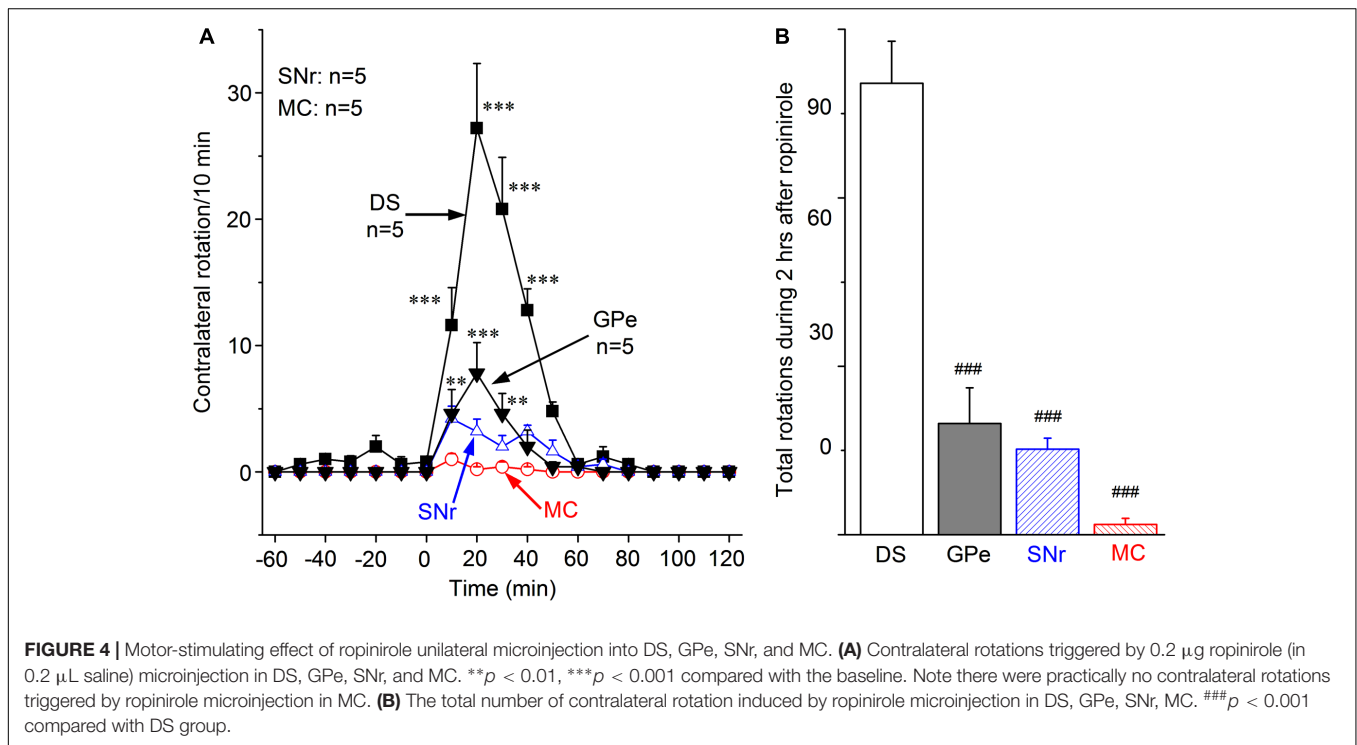 A
SNr: n=5
MC: n=5
Contralateral rotation/10 min
30
20
10
0
***
***
***
***
***
**
**
DS
n=5
GPe
n=5
SNr
MC
-60 -40 -20 0 20 40 60 80 100 120
Time (min)
B
Total rotations during 2 hrs after ropinirole
90
60
30
0
###
###
###
DS GPe SNr MC
FIGURE 4 | Motor-stimulating effect of ropinirole unilateral microinjection into DS, GPe, SNr, and MC. (A) Contralateral rotations triggered by 0.2 μg ropinirole (in
0.2 μL saline) microinjection in DS, GPe, SNr, and MC. **p < 0.01, ***p < 0.001 compared with the baseline. Note there were practically no contralateral rotations
triggered by ropinirole microinjection in MC. (B) The total number of contralateral rotation induced by ropinirole microinjection in DS, GPe, SNr, MC. ###p < 0.001
compared with DS group.